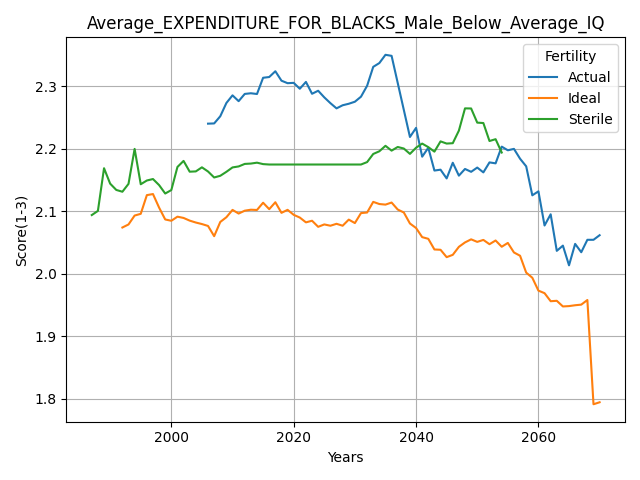 Average_EXPENDITURE_FOR_BLACKS_Male_Below_Average_IQ
Fertility
Actual
Ideal
Sterile
Score(1-3)
2.3
2.2
2.1
2.0
1.9
1.8
2000
2020
2040
2060
Years